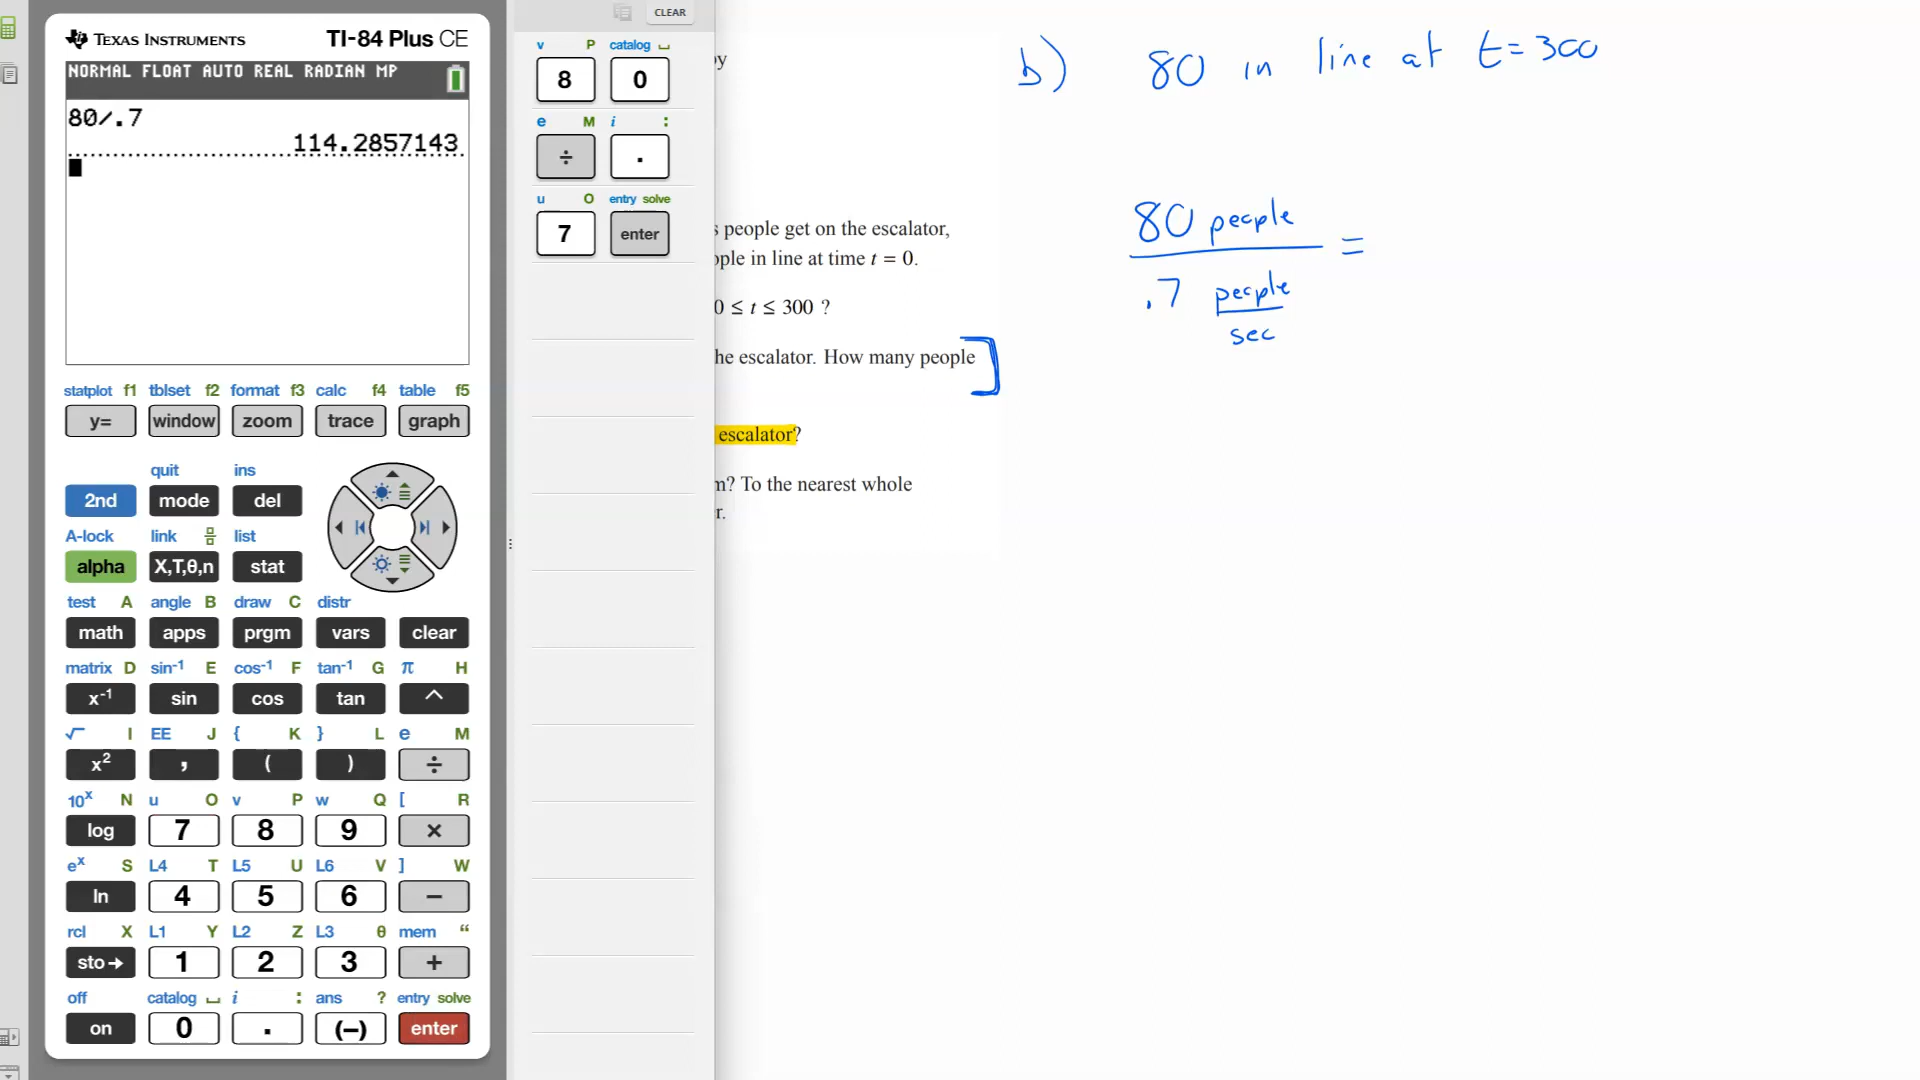 TEXAS INSTRUMENTS TI-84 Plus CE
NORMAL FLOAT AUTO REAL RADIAN MP
80/.7
114.2857143
statplot f1 tblset f2 format f3 calc f4 table f5
y= window zoom trace graph
quit ins
2nd mode del
A-lock link list
alpha X,T,θ,n stat
test A angle B draw C distr
math apps prgm vars clear
matrix D sin⁻¹ E cos⁻¹ F tan⁻¹ G π H
x⁻¹ sin cos tan ^
√ I EE J { K } L e M
x² , ( ) ÷
10ˣ N u O v P w Q [ R
log 7 8 9 ×
eˣ S L4 T L5 U L6 V ] W
ln 4 5 6 −
rcl X L1 Y L2 Z L3 θ mem “
sto→ 1 2 3 +
off catalog ⎵ i : ans ? entry solve
on 0 . (−) enter
CLEAR
v P catalog ⎵
8 0
e M i :
÷ .
u O entry solve
7 enter
by
s people get on the escalator,
ople in line at time t = 0.
0 ≤ t ≤ 300 ?
he escalator. How many people
escalator?
m? To the nearest whole
r.
b) 80 in line at t=300
80 people
=
.7 people
sec